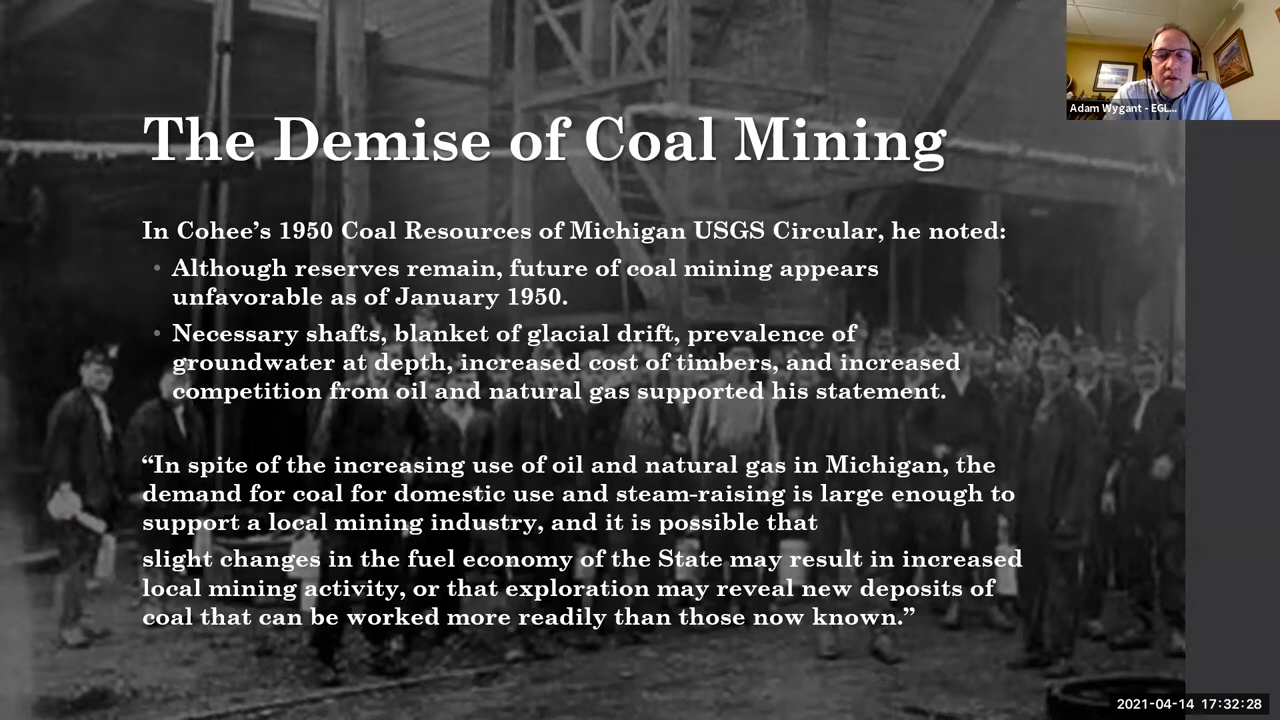 The Demise of Coal Mining
In Cohee’s 1950 Coal Resources of Michigan USGS Circular, he noted:
• Although reserves remain, future of coal mining appears
unfavorable as of January 1950.
• Necessary shafts, blanket of glacial drift, prevalence of
groundwater at depth, increased cost of timbers, and increased
competition from oil and natural gas supported his statement.
“In spite of the increasing use of oil and natural gas in Michigan, the
demand for coal for domestic use and steam-raising is large enough to
support a local mining industry, and it is possible that
slight changes in the fuel economy of the State may result in increased
local mining activity, or that exploration may reveal new deposits of
coal that can be worked more readily than those now known.”
Adam Wygant - EGL...
2021-04-14 17:32:28